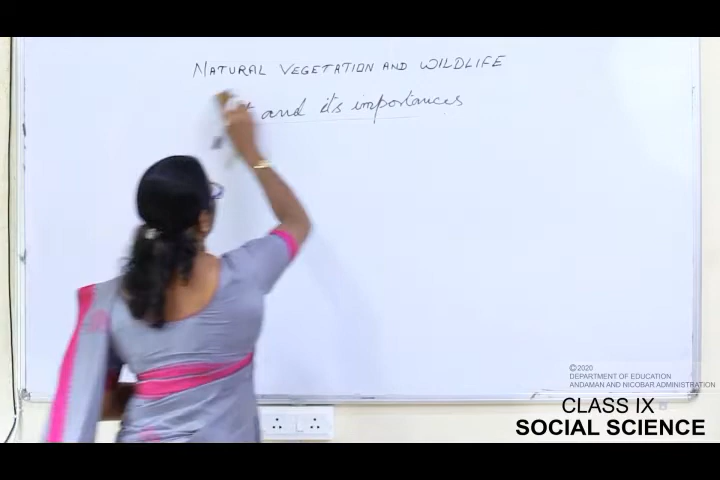 NATURAL VEGETATION AND WILDLIFE
and its importances
©2020
DEPARTMENT OF EDUCATION
ANDAMAN AND NICOBAR ADMINISTRATION
CLASS IX
SOCIAL SCIENCE